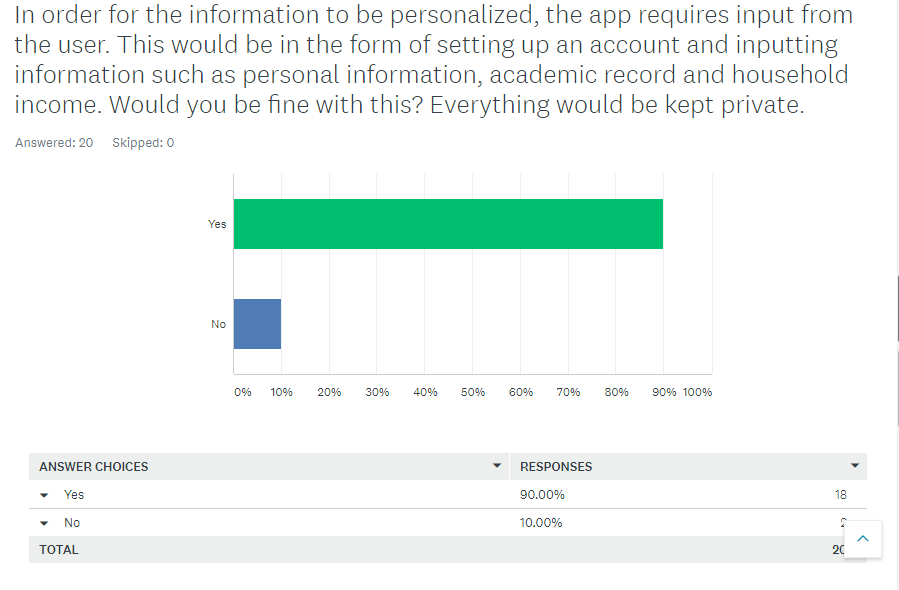 In order for the information to be personalized, the app requires input from
the user. This would be in the form of setting up an account and inputting
information such as personal information, academic record and household
income. Would you be fine with this? Everything would be kept private.
Answered: 20 Skipped: 0
Yes
No
0% 10% 20% 30% 40% 50% 60% 70% 80% 90% 100%
ANSWER CHOICES RESPONSES
Yes 90.00% 18
No 10.00% 2
TOTAL 20